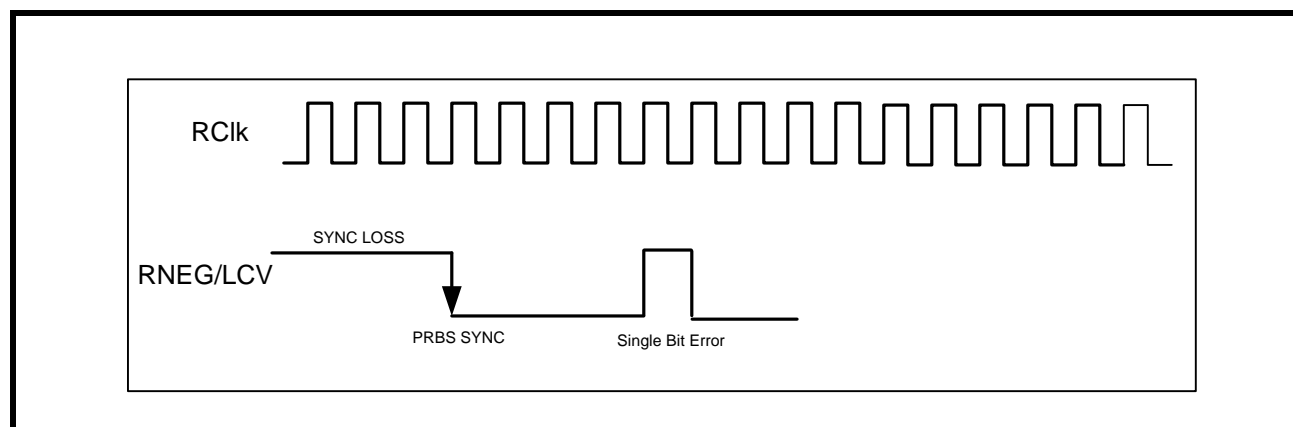 RClk
SYNC LOSS
RNEG/LCV
PRBS SYNC
Single Bit Error